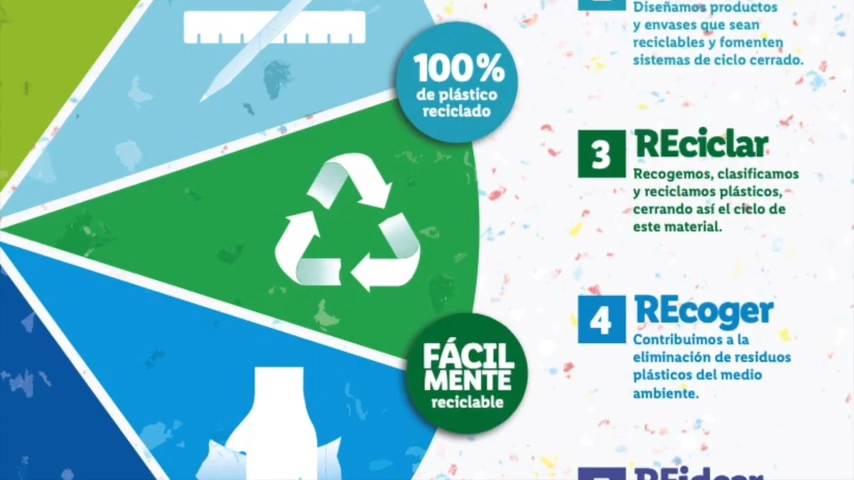 Diseñamos productos
y envases que sean
reciclables y fomenten
sistemas de ciclo cerrado.
100%
de plástico
reciclado
3 REciclar
Recogemos, clasificamos
y reciclamos plásticos,
cerrando así el ciclo de
este material.
4 REcoger
Contribuimos a la
eliminación de residuos
plásticos del medio
ambiente.
FÁCIL
MENTE
reciclable
REidear